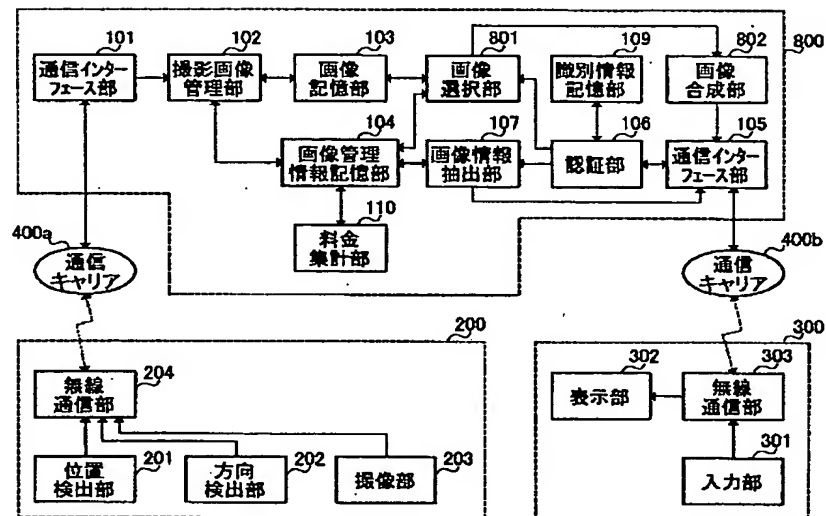 101
102
103
801
109
802
800
通信インター
フェース部
撮影画像
管理部
画像
記憶部
画像
選択部
識別情報
記憶部
画像
合成部
104
107
106
105
画像管理
情報記憶部
画像情報
抽出部
認証部
通信インター
フェース部
110
料金
集計部
400a
通信
キャリア
400b
通信
キャリア
200
300
204
無線
通信部
302
表示部
303
無線
通信部
201
位置
検出部
202
方向
検出部
203
撮像部
301
入力部